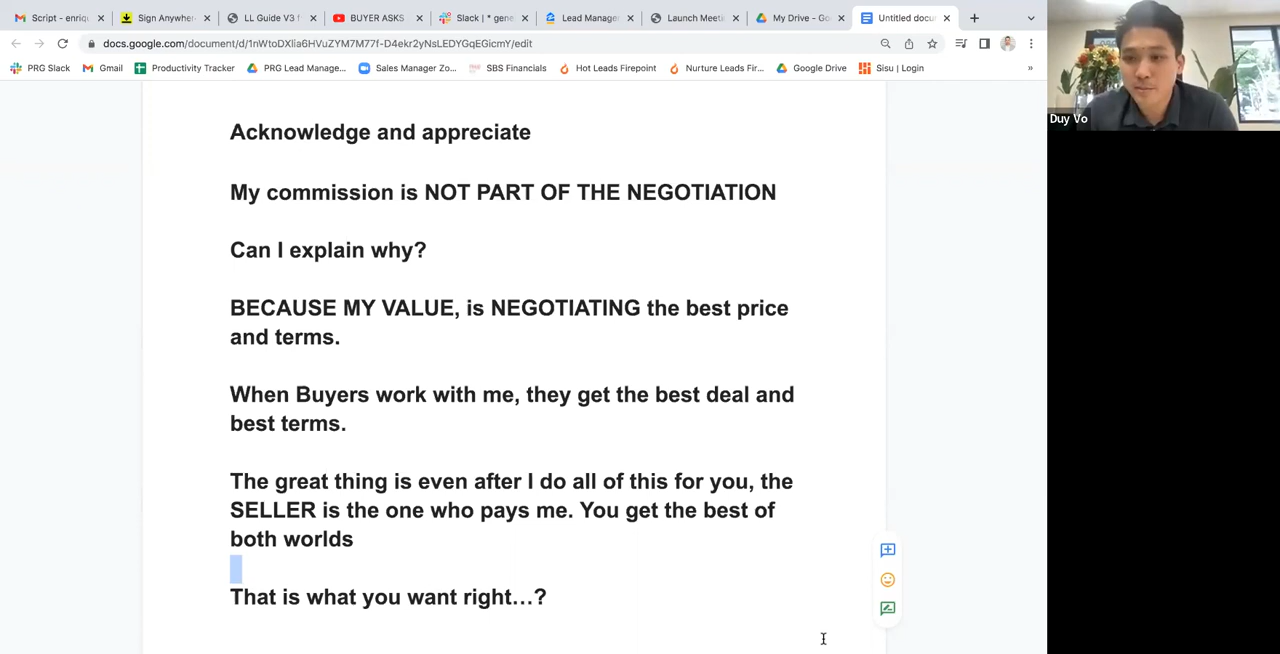 Script - enriqu
Sign Anywher
LL Guide V3 f
BUYER ASKS
Slack | * gene
Lead Manage
Launch Meeti
My Drive - Go
Untitled docu
docs.google.com/document/d/1nWtoDXlia6HVuZYM7M77f-D4ekr2yNsLEDYGqEGicmY/edit
PRG Slack
Gmail
Productivity Tracker
PRG Lead Manage...
Sales Manager Zo...
SBS Financials
Hot Leads Firepoint
Nurture Leads Fir...
Google Drive
Sisu | Login
»
Duy Vo
Acknowledge and appreciate
My commission is NOT PART OF THE NEGOTIATION
Can I explain why?
BECAUSE MY VALUE, is NEGOTIATING the best price
and terms.
When Buyers work with me, they get the best deal and
best terms.
The great thing is even after I do all of this for you, the
SELLER is the one who pays me. You get the best of
both worlds
That is what you want right…?